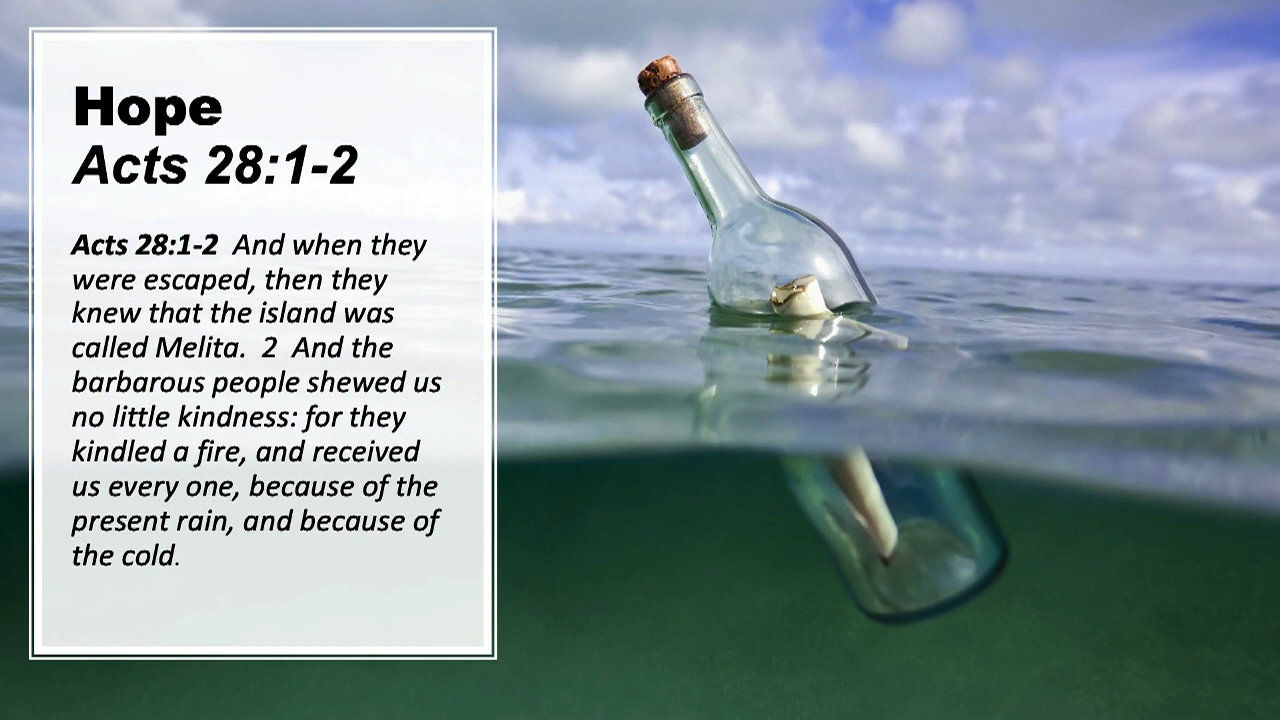 Hope
Acts 28:1-2
Acts 28:1-2  And when they
were escaped, then they
knew that the island was
called Melita.  2  And the
barbarous people shewed us
no little kindness: for they
kindled a fire, and received
us every one, because of the
present rain, and because of
the cold.